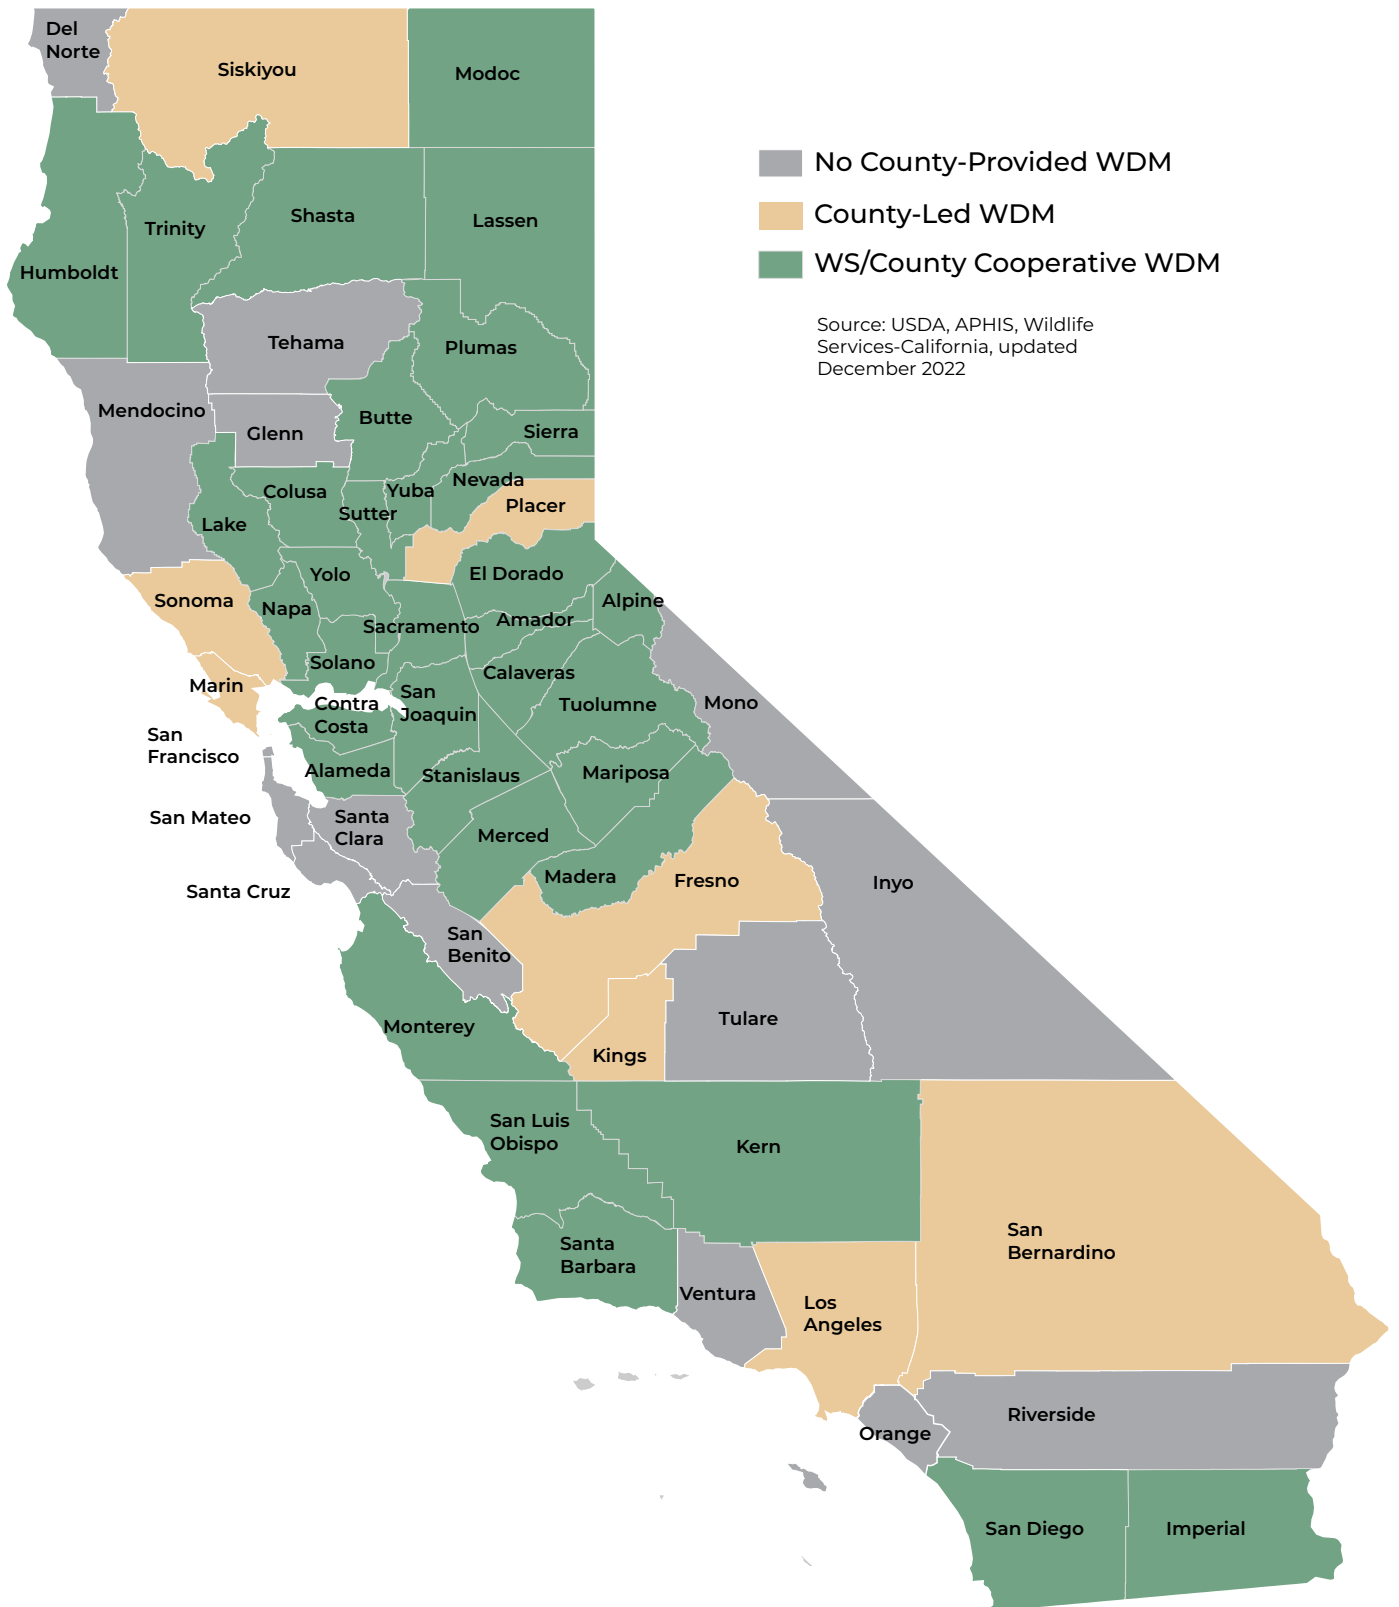 Del
Norte
Siskiyou
Modoc
No County-Provided WDM
County-Led WDM
WS/County Cooperative WDM
Source: USDA, APHIS, Wildlife
Services-California, updated
December 2022
Trinity
Shasta
Lassen
Humboldt
Tehama
Plumas
Mendocino
Glenn
Butte
Sierra
Colusa
Sutter
Yuba
Nevada
Placer
Lake
Yolo
El Dorado
Sonoma
Napa
Alpine
Sacramento
Amador
Solano
Calaveras
Marin
Contra
Costa
San
Joaquin
Tuolumne
Mono
San
Francisco
Alameda
Stanislaus
Mariposa
San Mateo
Santa
Clara
Merced
Santa Cruz
Madera
Fresno
Inyo
San
Benito
Monterey
Kings
Tulare
San Luis
Obispo
Kern
Santa
Barbara
Ventura
Los
Angeles
San
Bernardino
Orange
Riverside
San Diego
Imperial